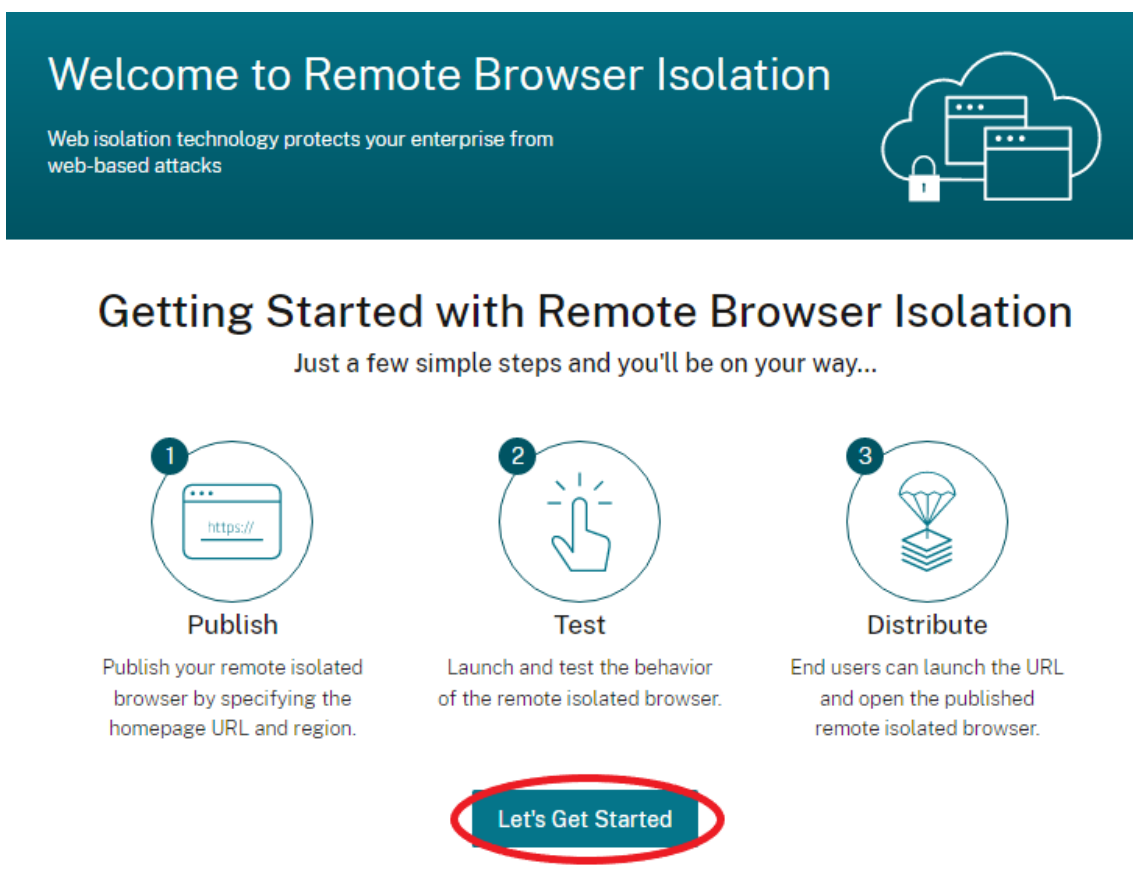 Welcome to Remote Browser Isolation
Web isolation technology protects your enterprise from
web-based attacks
Getting Started with Remote Browser Isolation
Just a few simple steps and you'll be on your way...
1
https://
Publish
Publish your remote isolated
browser by specifying the
homepage URL and region.
2
Test
Launch and test the behavior
of the remote isolated browser.
3
Distribute
End users can launch the URL
and open the published
remote isolated browser.
Let's Get Started